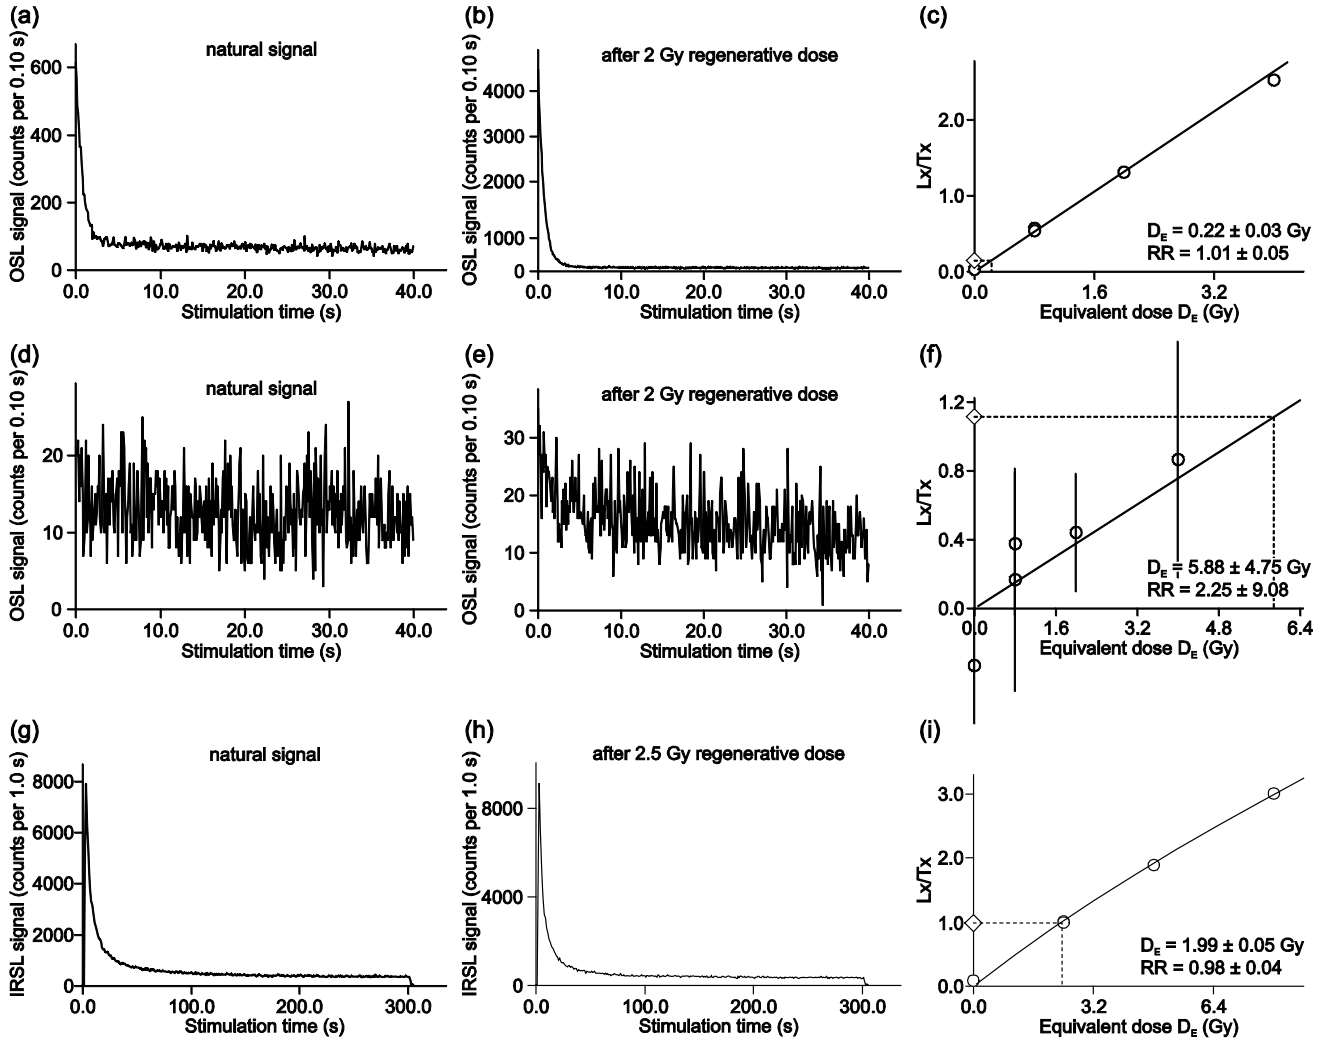 (a)
natural signal
OSL signal (counts per 0.10 s)
600
400
200
0
0.0 10.0 20.0 30.0 40.0
Stimulation time (s)
(b)
after 2 Gy regenerative dose
OSL signal (counts per 0.10 s)
4000
3000
2000
1000
0
0.0 10.0 20.0 30.0 40.0
Stimulation time (s)
(c)
Lx/Tx
2.0
1.0
0.0
DE = 0.22 ± 0.03 Gy
RR = 1.01 ± 0.05
0.0 1.6 3.2
Equivalent dose DE (Gy)
(d)
natural signal
OSL signal (counts per 0.10 s)
20
10
0
0.0 10.0 20.0 30.0 40.0
Stimulation time (s)
(e)
after 2 Gy regenerative dose
OSL signal (counts per 0.10 s)
30
20
10
0
0.0 10.0 20.0 30.0 40.0
Stimulation time (s)
(f)
Lx/Tx
1.2
0.8
0.4
0.0
DE = 5.88 ± 4.75 Gy
RR = 2.25 ± 9.08
0.0 1.6 3.2 4.8 6.4
Equivalent dose DE (Gy)
(g)
natural signal
IRSL signal (counts per 1.0 s)
8000
6000
4000
2000
0
0.0 100.0 200.0 300.0
Stimulation time (s)
(h)
after 2.5 Gy regenerative dose
IRSL signal (counts per 1.0 s)
8000
4000
0
0.0 100.0 200.0 300.0
Stimulation time (s)
(i)
Lx/Tx
3.0
2.0
1.0
0.0
DE = 1.99 ± 0.05 Gy
RR = 0.98 ± 0.04
0.0 3.2 6.4
Equivalent dose DE (Gy)